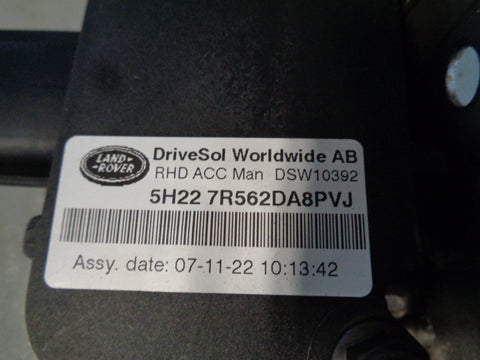 LAND
ROVER
DriveSol Worldwide AB
RHD ACC Man DSW10392
5H22 7R562DA8PVJ
Assy. date: 07-11-22 10:13:42